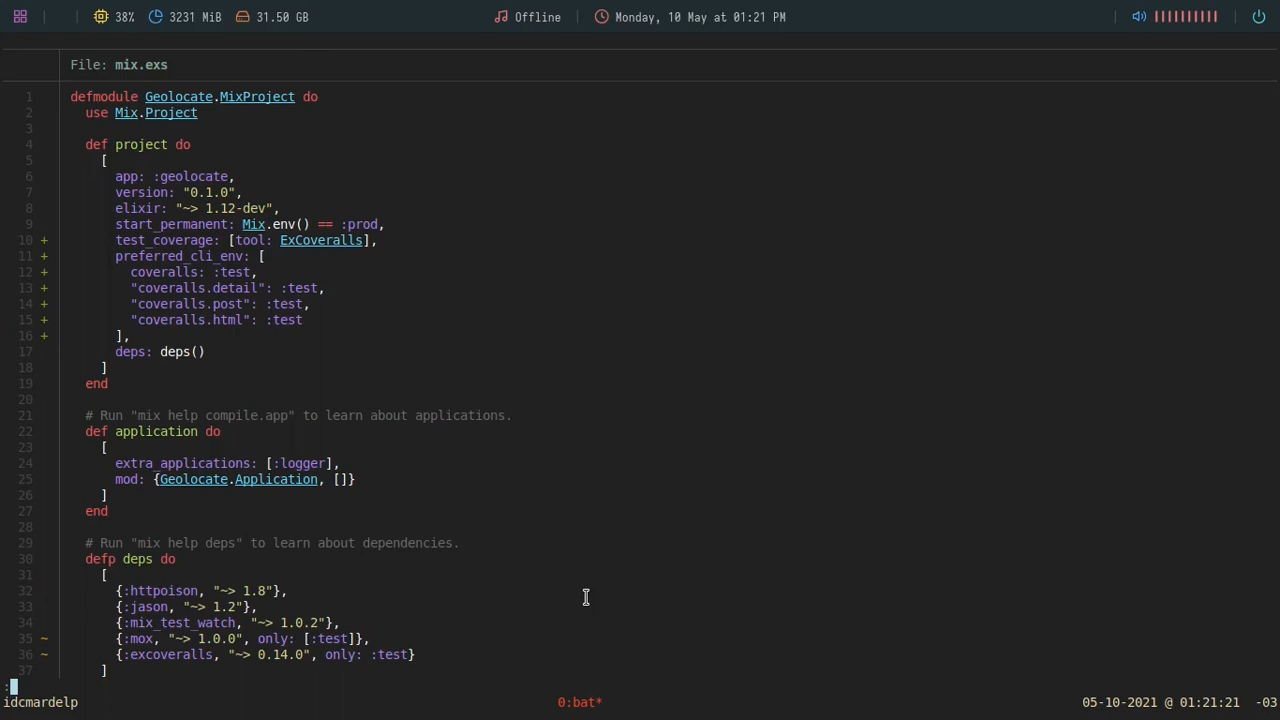 38% 3231 MiB 31.50 GB Offline Monday, 10 May at 01:21 PM
File: mix.exs
1 defmodule Geolocate.MixProject do
2 use Mix.Project
3
4 def project do
5 [
6 app: :geolocate,
7 version: "0.1.0",
8 elixir: "~> 1.12-dev",
9 start_permanent: Mix.env() == :prod,
10 + test_coverage: [tool: ExCoveralls],
11 + preferred_cli_env: [
12 + coveralls: :test,
13 + "coveralls.detail": :test,
14 + "coveralls.post": :test,
15 + "coveralls.html": :test
16 + ],
17 deps: deps()
18 ]
19 end
20
21 # Run "mix help compile.app" to learn about applications.
22 def application do
23 [
24 extra_applications: [:logger],
25 mod: {Geolocate.Application, []}
26 ]
27 end
28
29 # Run "mix help deps" to learn about dependencies.
30 defp deps do
31 [
32 {:httpoison, "~> 1.8"},
33 {:jason, "~> 1.2"},
34 {:mix_test_watch, "~> 1.0.2"},
35 ~ {:mox, "~> 1.0.0", only: [:test]},
36 ~ {:excoveralls, "~> 0.14.0", only: :test}
37 ]
:
idcmardelp 0:bat* 05-10-2021 @ 01:21:21 -03